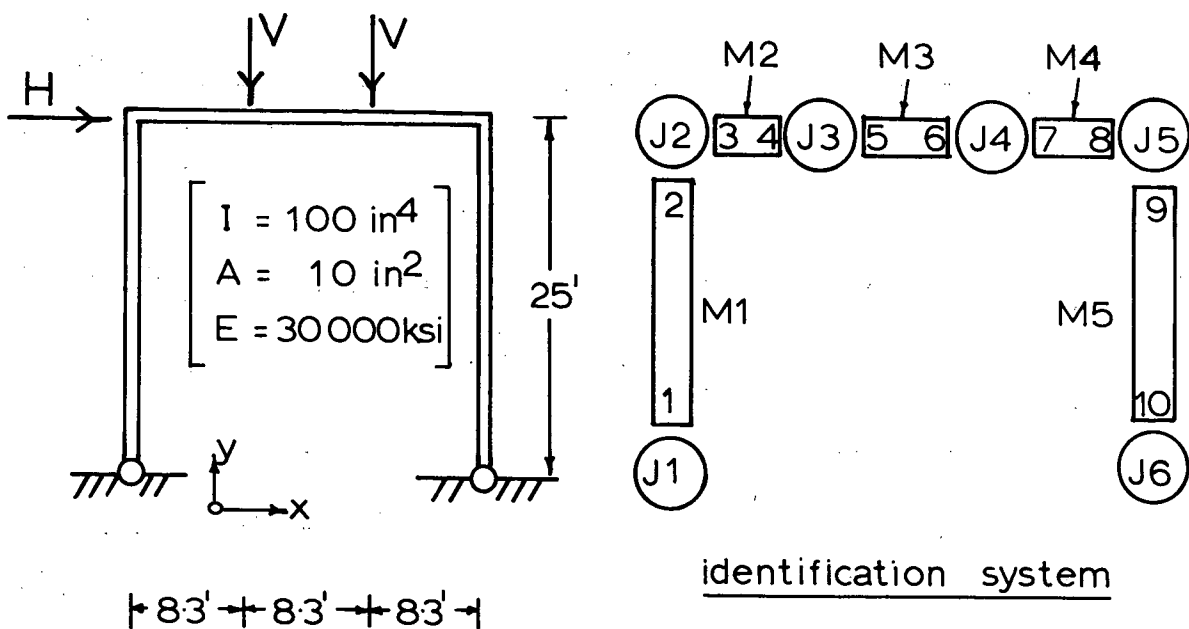 V V
H
I = 100 in⁴
A = 10 in²
E = 30000ksi
25'
y
x
8·3' 8·3' 8·3'
M2 M3 M4
J2 3 4 J3 5 6 J4 7 8 J5
2 9
M1 M5
1 10
J1 J6
identification system